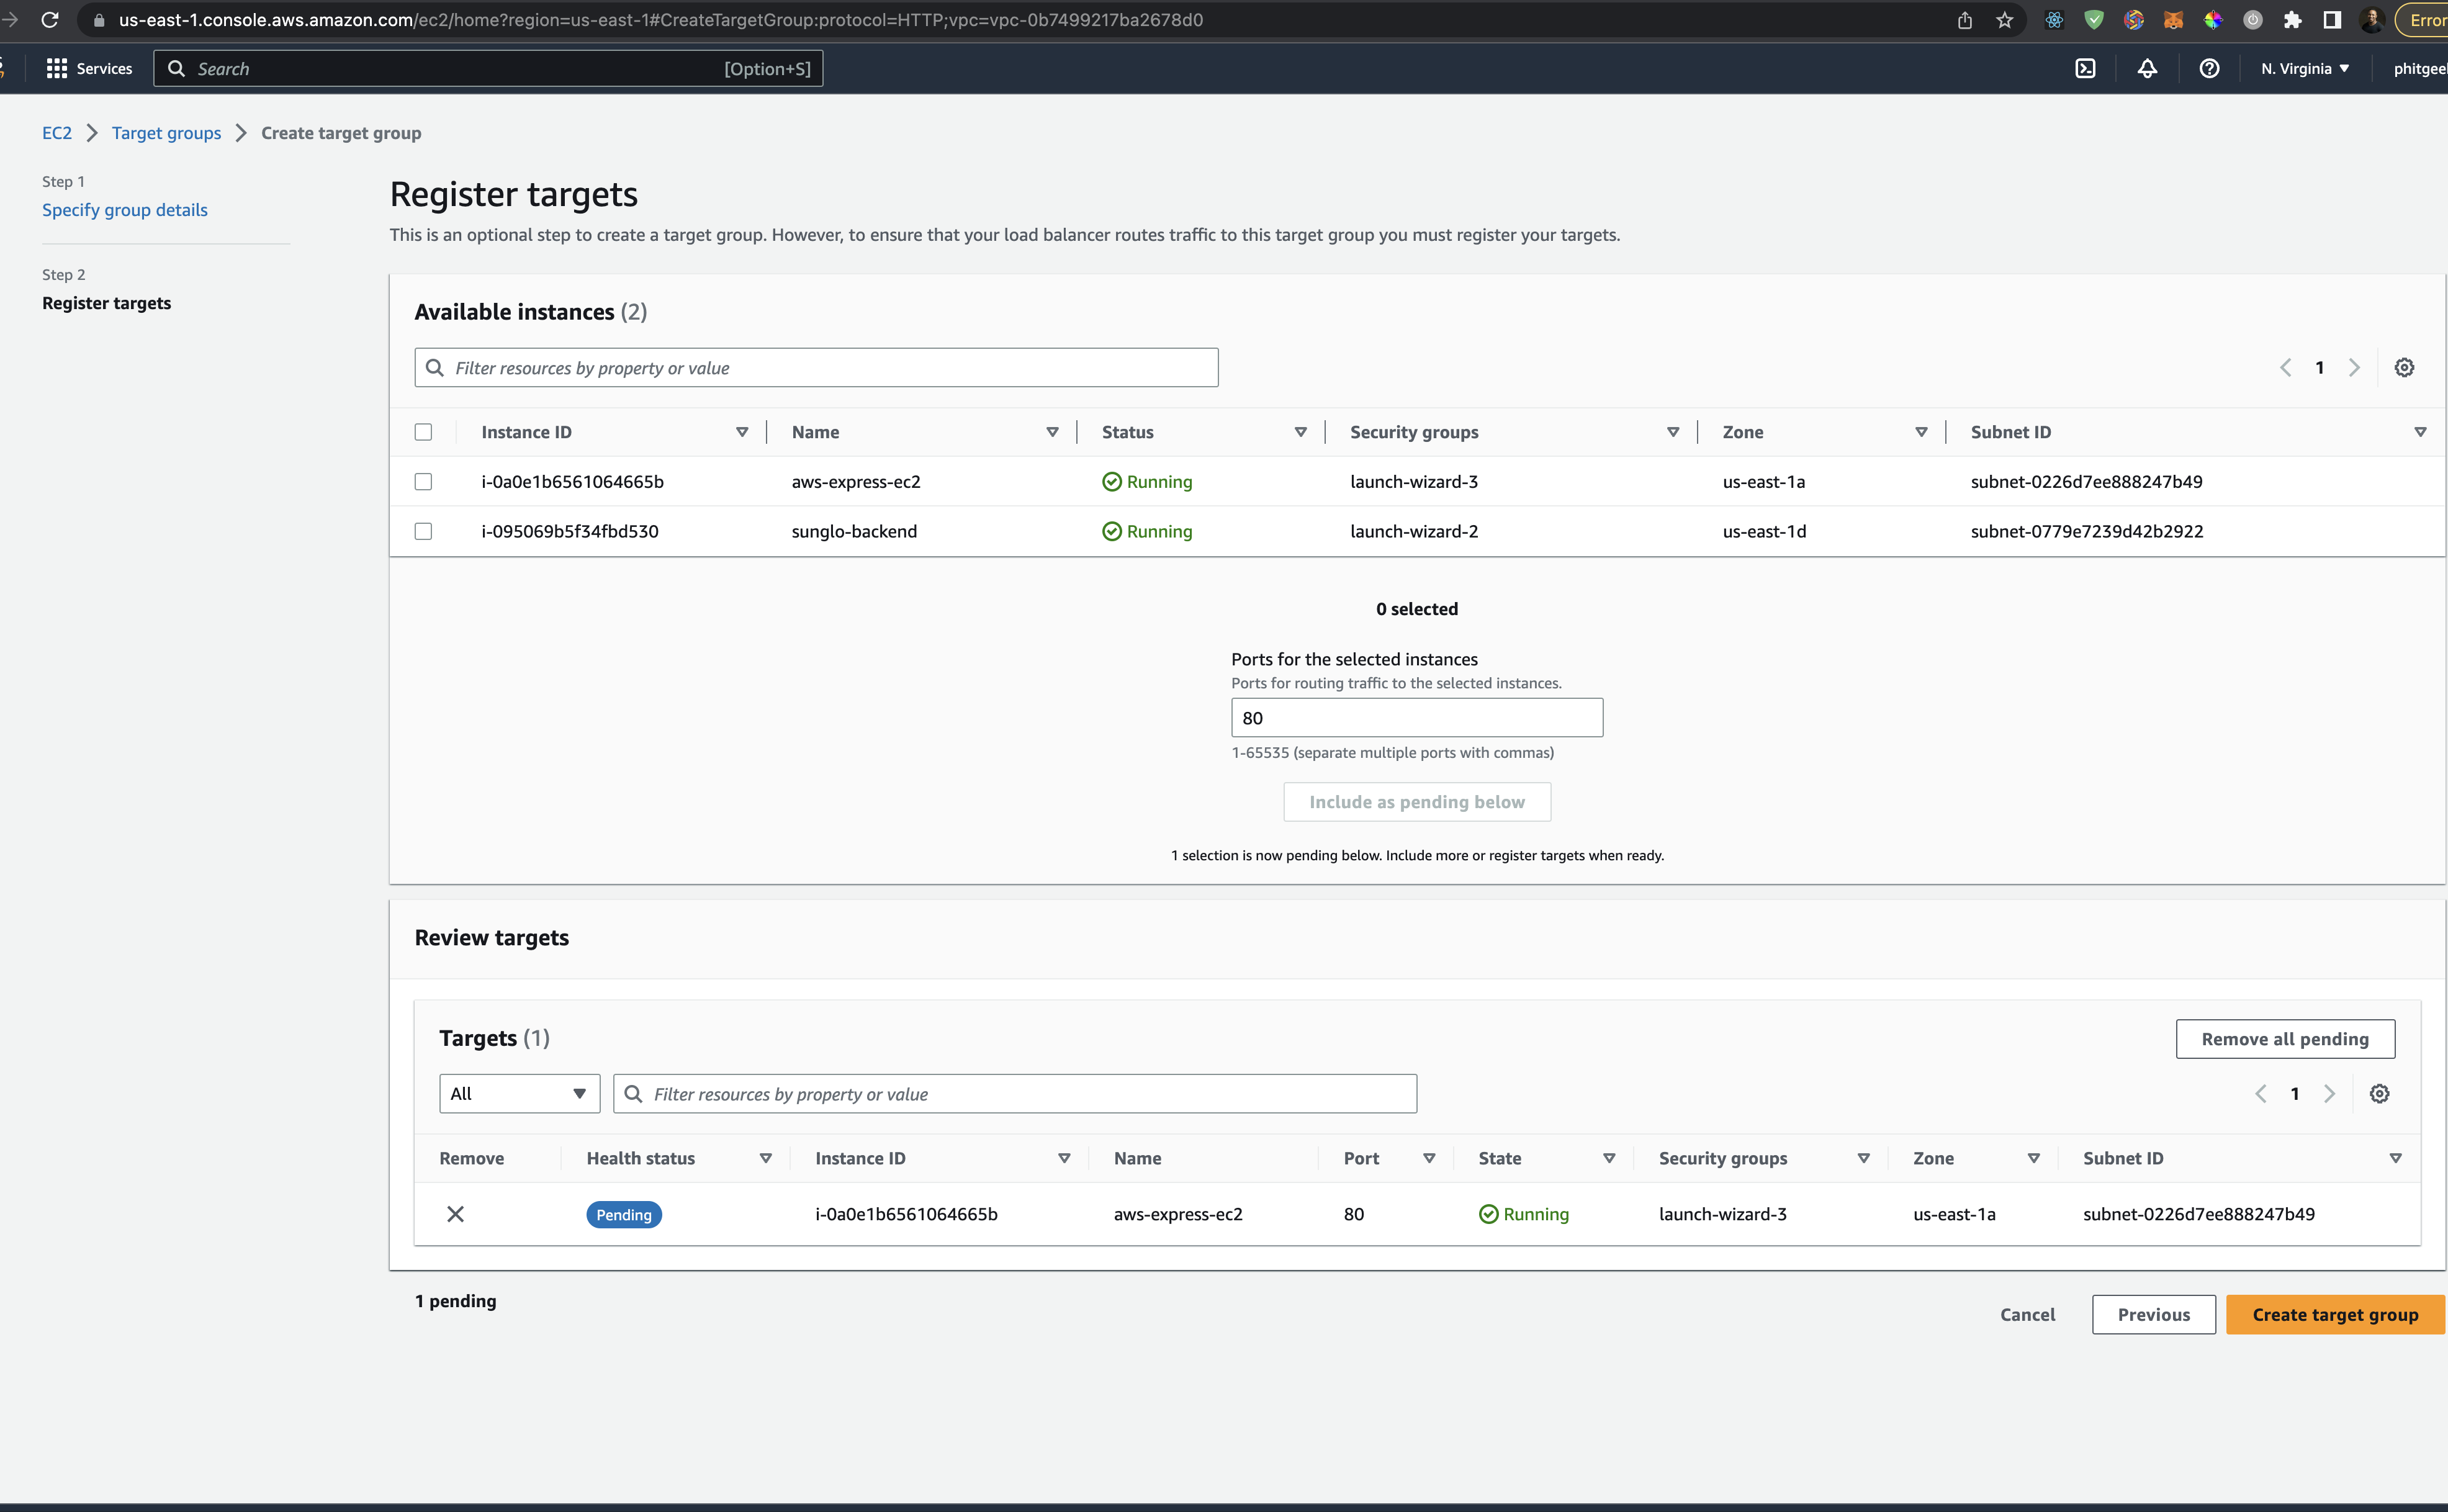 us-east-1.console.aws.amazon.com/ec2/home?region=us-east-1#CreateTargetGroup:protocol=HTTP;vpc=vpc-0b7499217ba2678d0
Error
Services
Search
[Option+S]
N. Virginia
phitgeek
EC2 > Target groups > Create target group
Step 1
Specify group details
Step 2
Register targets
Register targets
This is an optional step to create a target group. However, to ensure that your load balancer routes traffic to this target group you must register your targets.
Available instances (2)
Filter resources by property or value
1
Instance ID Name Status Security groups Zone Subnet ID
i-0a0e1b6561064665b aws-express-ec2 Running launch-wizard-3 us-east-1a subnet-0226d7ee888247b49
i-095069b5f34fbd530 sunglo-backend Running launch-wizard-2 us-east-1d subnet-0779e7239d42b2922
0 selected
Ports for the selected instances
Ports for routing traffic to the selected instances.
80
1-65535 (separate multiple ports with commas)
Include as pending below
1 selection is now pending below. Include more or register targets when ready.
Review targets
Targets (1)
Remove all pending
All
Filter resources by property or value
1
Remove Health status Instance ID Name Port State Security groups Zone Subnet ID
Pending i-0a0e1b6561064665b aws-express-ec2 80 Running launch-wizard-3 us-east-1a subnet-0226d7ee888247b49
1 pending
Cancel
Previous
Create target group